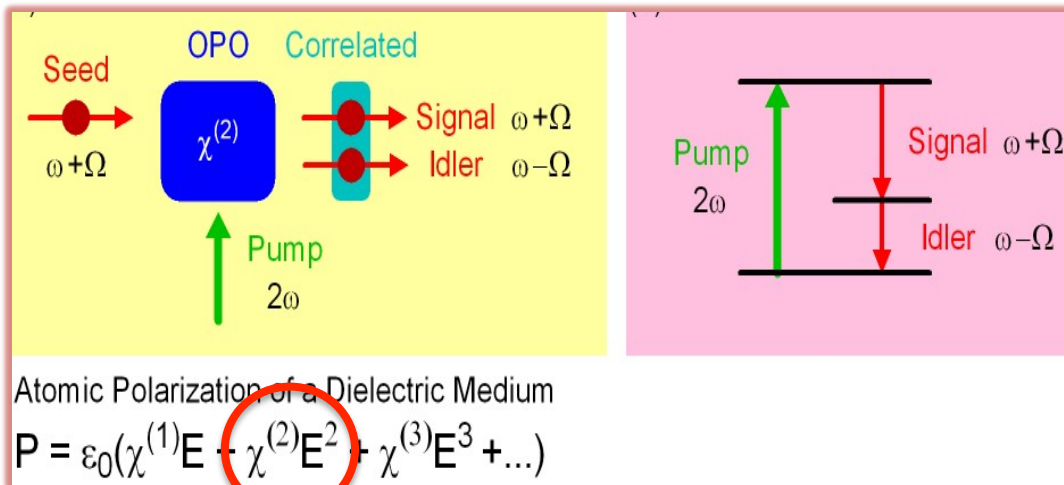 OPO Correlated
Seed
χ(2)
ω+Ω
Signal ω+Ω
Idler ω−Ω
Pump
2ω
Pump
2ω
Signal ω+Ω
Idler ω−Ω
Atomic Polarization of a Dielectric Medium
P = ε₀(χ⁽¹⁾E + χ⁽²⁾E² + χ⁽³⁾E³ +...)